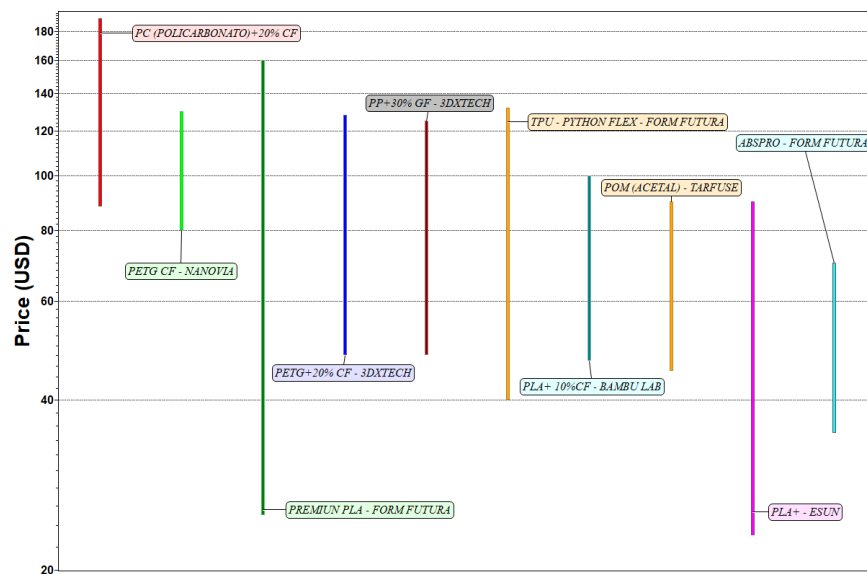 180
160
140
120
100
80
60
40
20
Price (USD)
PC (POLICARBONATO)+20% CF
PETG CF - NANOVIA
PREMIUN PLA - FORM FUTURA
PETG+20% CF - 3DXTECH
PP+30% GF - 3DXTECH
TPU - PYTHON FLEX - FORM FUTURA
PLA+ 10%CF - BAMBU LAB
POM (ACETAL) - TARFUSE
PLA+ - ESUN
ABSPRO - FORM FUTURA